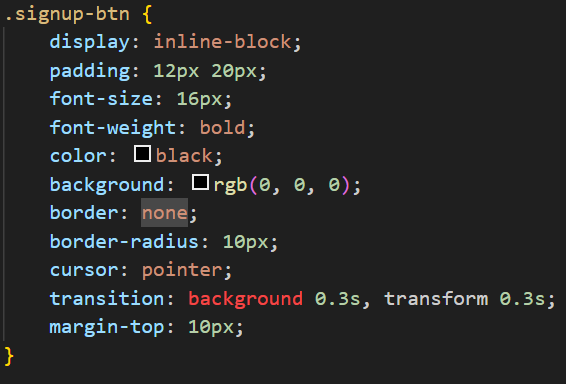 .signup-btn {
display: inline-block;
padding: 12px 20px;
font-size: 16px;
font-weight: bold;
color: black;
background: rgb(0, 0, 0);
border: none;
border-radius: 10px;
cursor: pointer;
transition: background 0.3s, transform 0.3s;
margin-top: 10px;
}